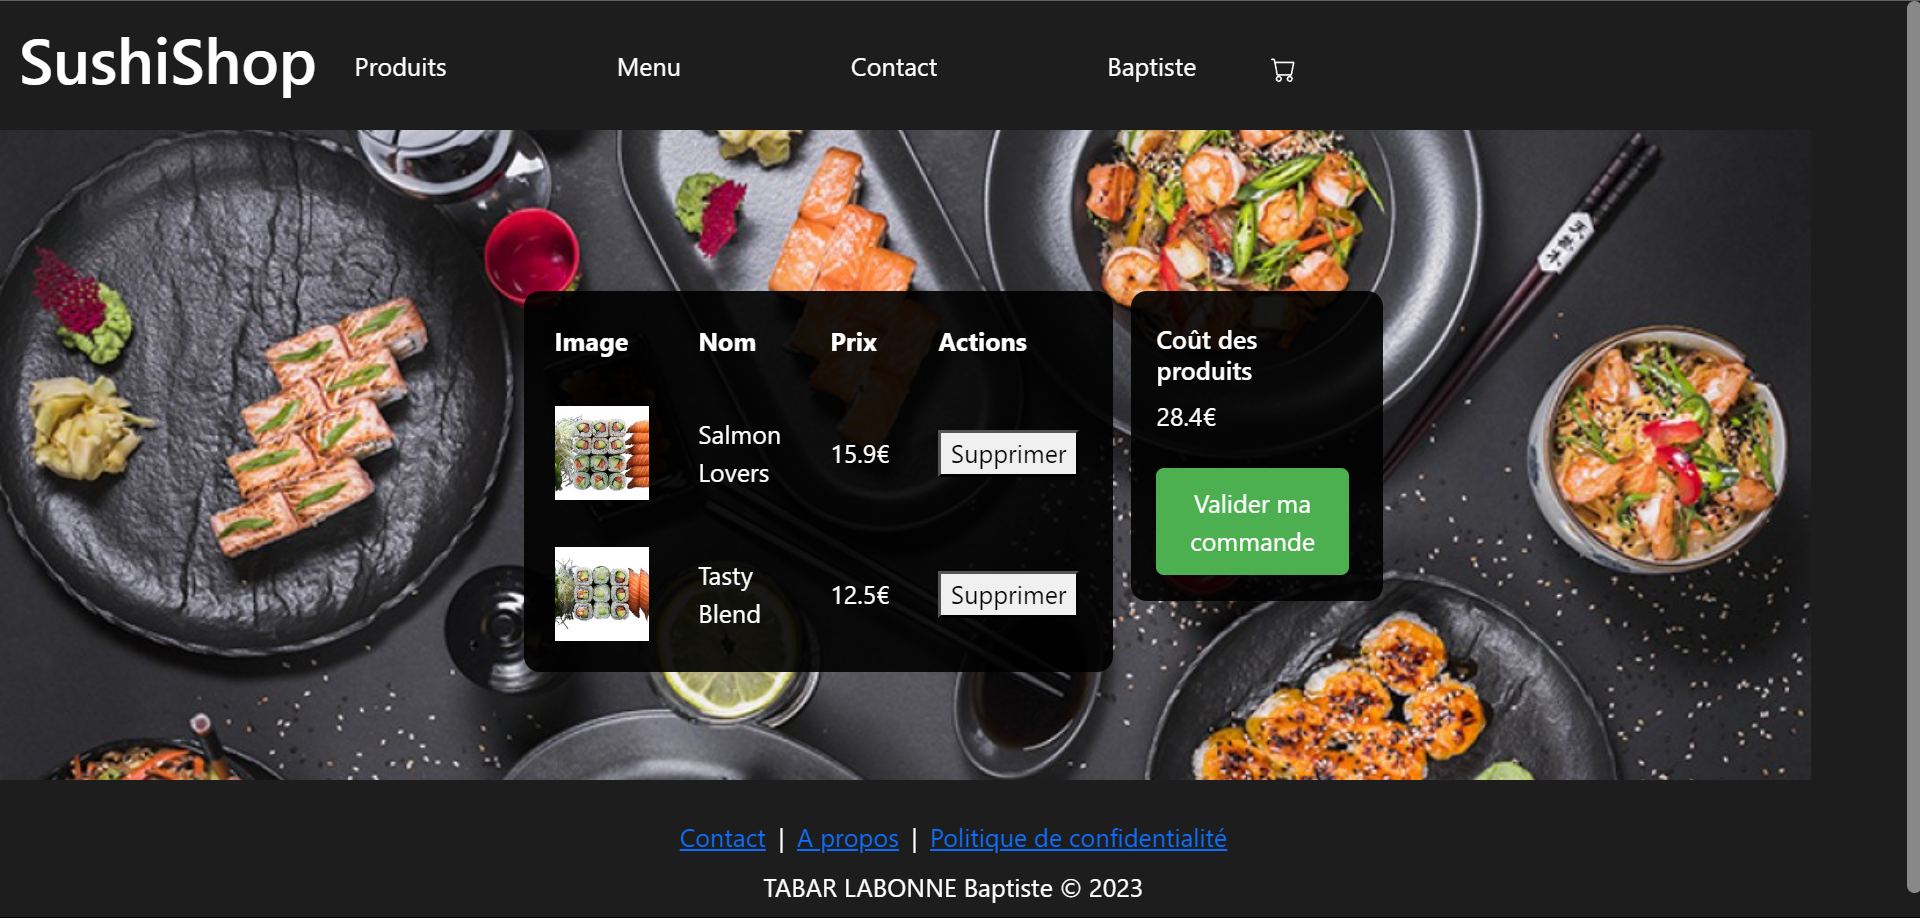 SushiShop Produits Menu Contact Baptiste
Image Nom Prix Actions
Salmon
Lovers
15.9€
Supprimer
Tasty
Blend
12.5€
Supprimer
Coût des
produits
28.4€
Valider ma
commande
Contact | A propos | Politique de confidentialité
TABAR LABONNE Baptiste © 2023